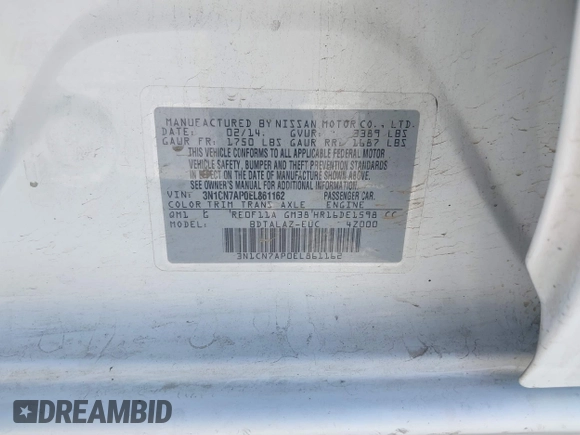 MANUFACTURED BY NISSAN MOTOR CO., LTD.
DATE: 02/14. GVWR: 3389 LBS
GAWR FR: 1750 LBS GAWR RR: 1687 LBS
THIS VEHICLE CONFORMS TO ALL APPLICABLE FEDERAL MOTOR
VEHICLE SAFETY, BUMPER AND THEFT PREVENTION STANDARDS
IN EFFECT ON THE DATE OF MANUFACTURE SHOWN ABOVE.
SEE OWNER'S MANUAL FOR ADDITIONAL INFORMATION.
VIN: 3N1CN7AP0EL861162 PASSENGER CAR.
COLOR TRIM TRANS. AXLE ENGINE
QM1 G RE0F11A GM38 HR16DE1598 CC
MODEL: BDTALAZ-EUC 4Z000
3N1CN7AP0EL861162
DREAMBID